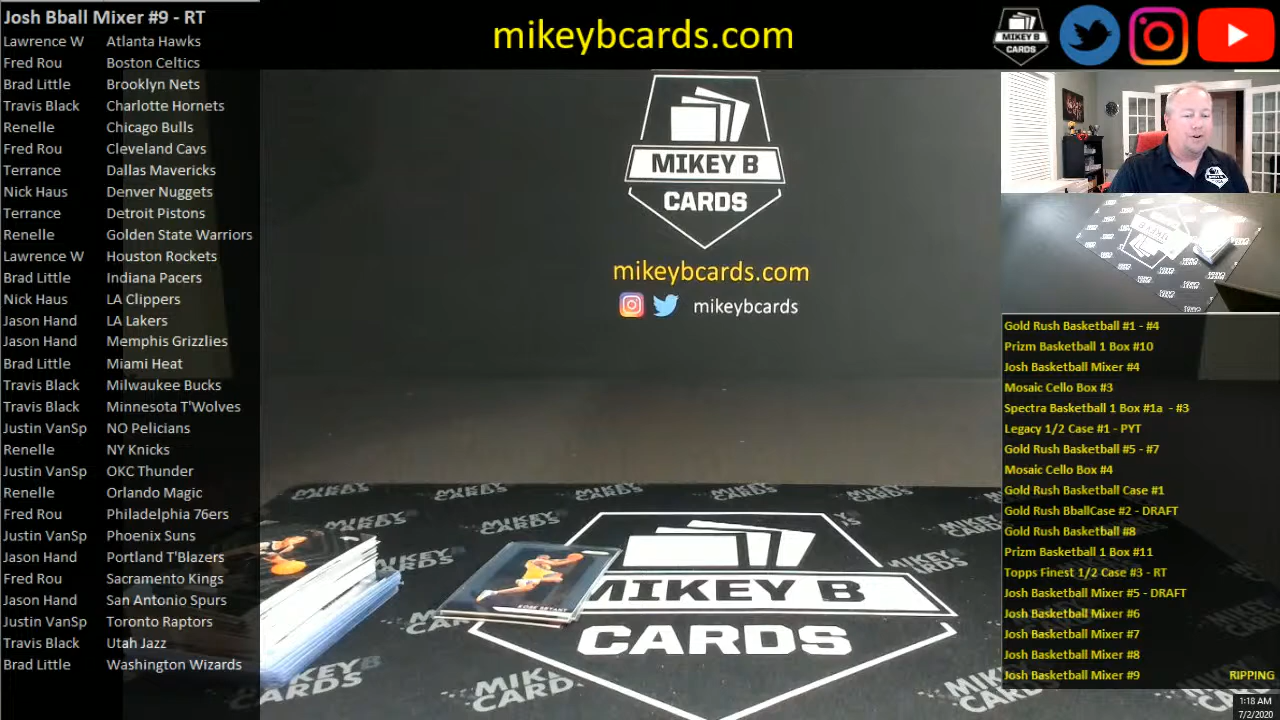 Josh Bball Mixer #9 - RT
Lawrence W Atlanta Hawks
Fred Rou Boston Celtics
Brad Little Brooklyn Nets
Travis Black Charlotte Hornets
Renelle Chicago Bulls
Fred Rou Cleveland Cavs
Terrance Dallas Mavericks
Nick Haus Denver Nuggets
Terrance Detroit Pistons
Renelle Golden State Warriors
Lawrence W Houston Rockets
Brad Little Indiana Pacers
Nick Haus LA Clippers
Jason Hand LA Lakers
Jason Hand Memphis Grizzlies
Brad Little Miami Heat
Travis Black Milwaukee Bucks
Travis Black Minnesota T'Wolves
Justin VanSp NO Pelicians
Renelle NY Knicks
Justin VanSp OKC Thunder
Renelle Orlando Magic
Fred Rou Philadelphia 76ers
Justin VanSp Phoenix Suns
Jason Hand Portland T'Blazers
Fred Rou Sacramento Kings
Jason Hand San Antonio Spurs
Justin VanSp Toronto Raptors
Travis Black Utah Jazz
Brad Little Washington Wizards
mikeybcards.com
MIKEY B
CARDS
MIKEY B
CARDS
mikeybcards.com
mikeybcards
KOBE BRYANT
MIKEY B
CARDS
Gold Rush Basketball #1 - #4
Prizm Basketball 1 Box #10
Josh Basketball Mixer #4
Mosaic Cello Box #3
Spectra Basketball 1 Box #1a - #3
Legacy 1/2 Case #1 - PYT
Gold Rush Basketball #5 - #7
Mosaic Cello Box #4
Gold Rush Basketball Case #1
Gold Rush BballCase #2 - DRAFT
Gold Rush Basketball #8
Prizm Basketball 1 Box #11
Topps Finest 1/2 Case #3 - RT
Josh Basketball Mixer #5 - DRAFT
Josh Basketball Mixer #6
Josh Basketball Mixer #7
Josh Basketball Mixer #8
Josh Basketball Mixer #9 RIPPING
1:18 AM
7/2/2020